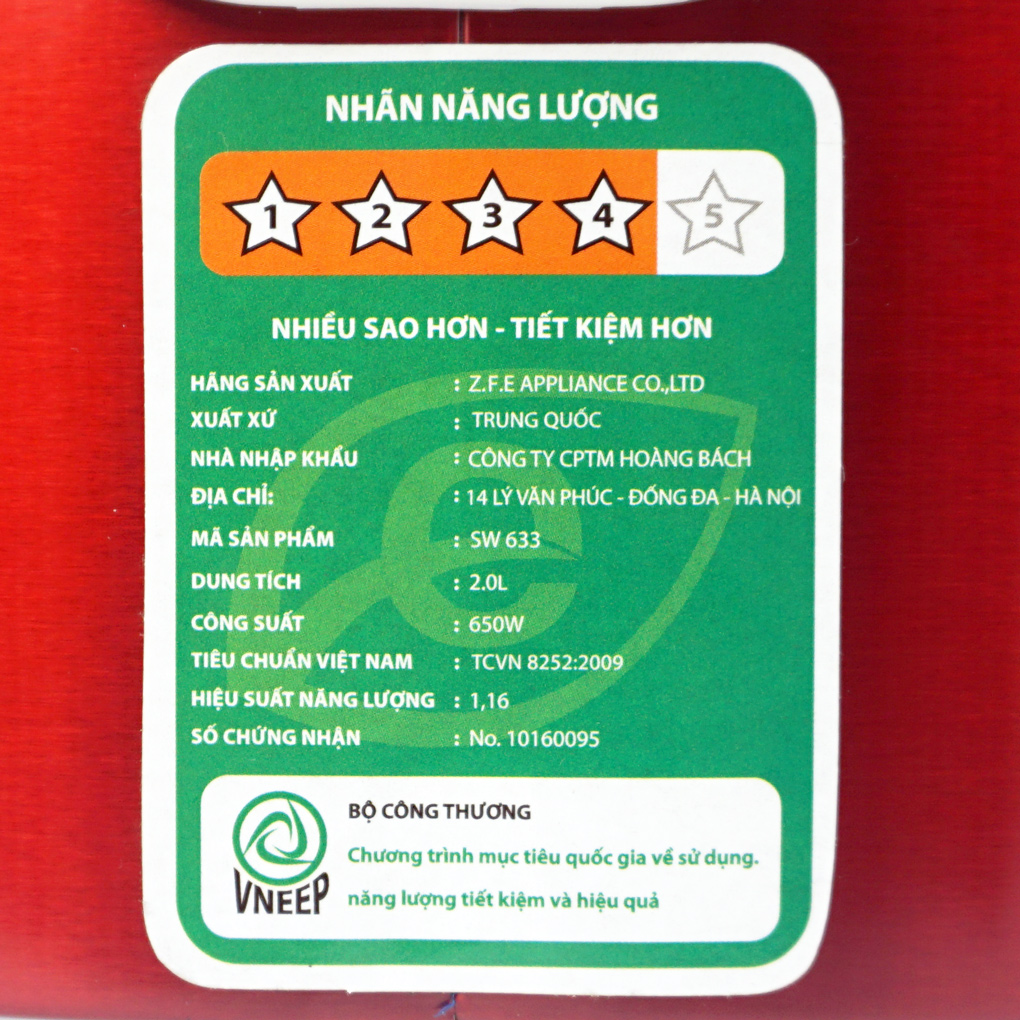 NHÃN NĂNG LƯỢNG
1 2 3 4 5
NHIỀU SAO HƠN - TIẾT KIỆM HƠN
HÃNG SẢN XUẤT : Z.F.E APPLIANCE CO.,LTD
XUẤT XỨ : TRUNG QUỐC
NHÀ NHẬP KHẨU : CÔNG TY CPTM HOÀNG BÁCH
ĐỊA CHỈ: : 14 LÝ VĂN PHÚC - ĐỐNG ĐA - HÀ NỘI
MÃ SẢN PHẨM : SW 633
DUNG TÍCH : 2.0L
CÔNG SUẤT : 650W
TIÊU CHUẨN VIỆT NAM : TCVN 8252:2009
HIỆU SUẤT NĂNG LƯỢNG : 1,16
SỐ CHỨNG NHẬN : No. 10160095
BỘ CÔNG THƯƠNG
Chương trình mục tiêu quốc gia về sử dụng.
năng lượng tiết kiệm và hiệu quả
VNEEP